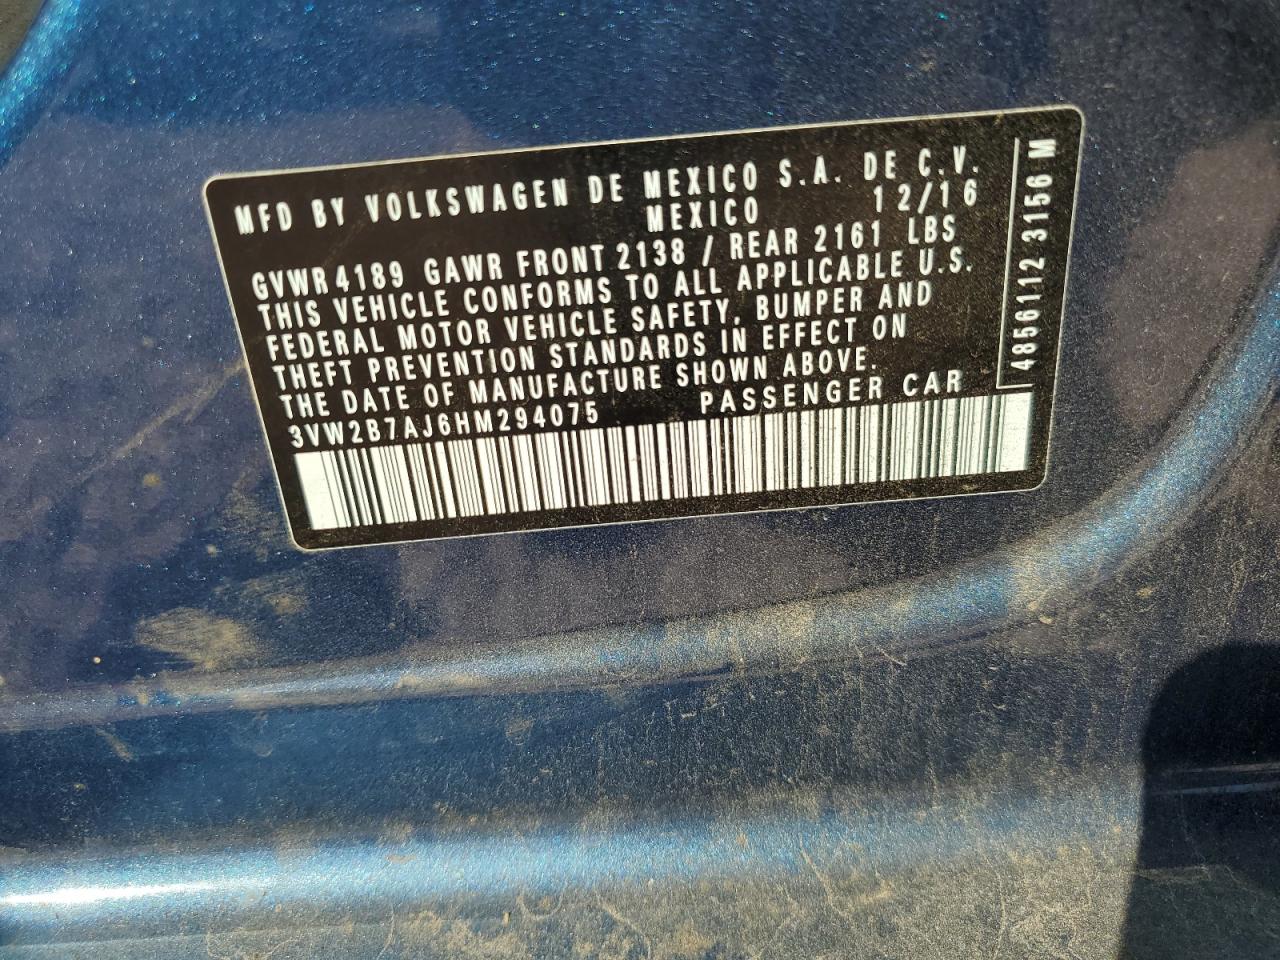 MFD BY VOLKSWAGEN DE MEXICO S.A. DE C.V.
MEXICO 12/16
GVWR 4189 GAWR FRONT 2138 / REAR 2161 LBS
THIS VEHICLE CONFORMS TO ALL APPLICABLE U.S.
FEDERAL MOTOR VEHICLE SAFETY, BUMPER AND
THEFT PREVENTION STANDARDS IN EFFECT ON
THE DATE OF MANUFACTURE SHOWN ABOVE.
3VW2B7AJ6HM294075 PASSENGER CAR
4856112 3156 M